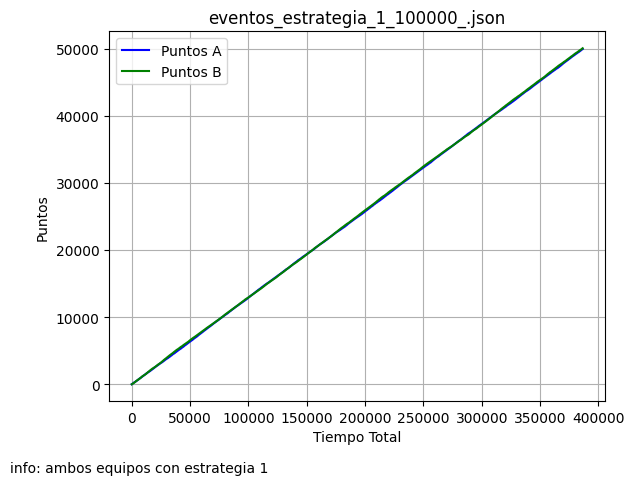 eventos_estrategia_1_100000_.json
Puntos A
Puntos B
50000
40000
30000
20000
10000
0
Puntos
0 50000 100000 150000 200000 250000 300000 350000 400000
Tiempo Total
info: ambos equipos con estrategia 1